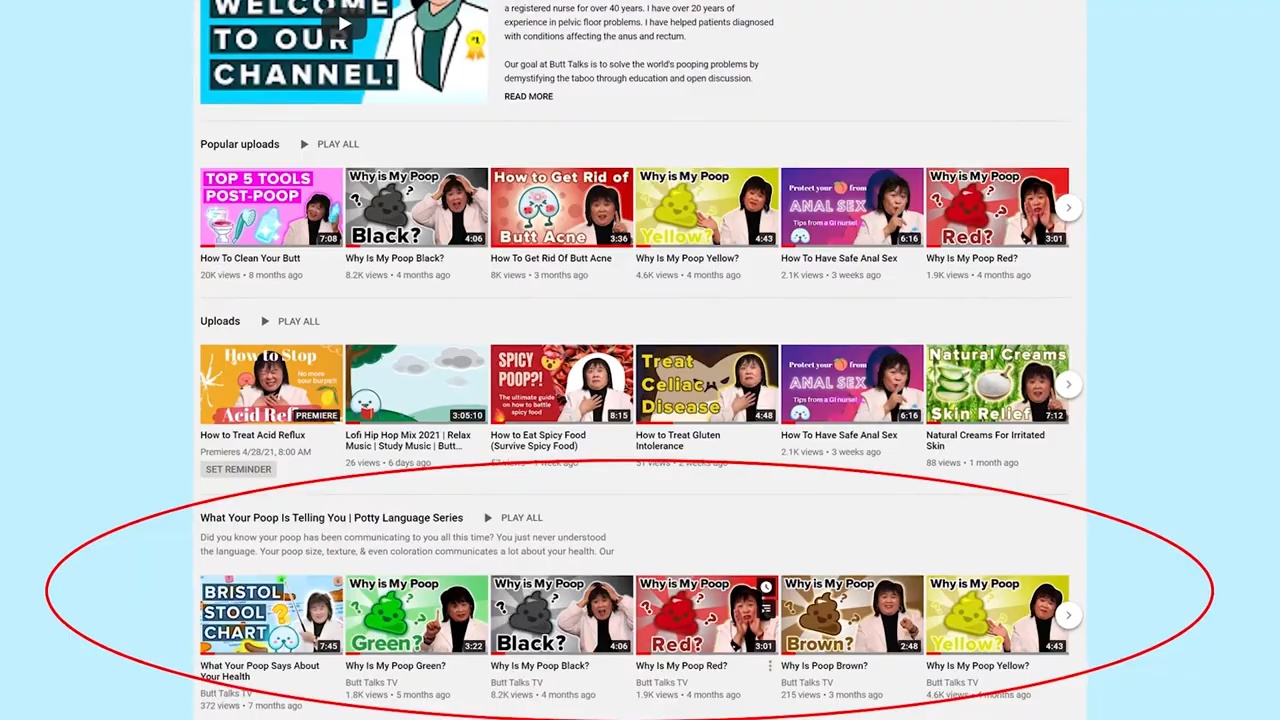 WELCOME
TO OUR
CHANNEL!
#1
a registered nurse for over 40 years. I have over 20 years of
experience in pelvic floor problems. I have helped patients diagnosed
with conditions affecting the anus and rectum.
Our goal at Butt Talks is to solve the world's pooping problems by
demystifying the taboo through education and open discussion.
READ MORE
Popular uploads PLAY ALL
TOP 5 TOOLS
POST-POOP
7:08
Why is My Poop
Black?
4:06
How to Get Rid of
Butt Acne
3:36
Why is My Poop
Yellow?
4:43
Protect your from
ANAL SEX
Tips from a GI nurse!
6:16
Why is My Poop
Red?
3:01
How To Clean Your Butt
20K views • 8 months ago
Why Is My Poop Black?
8.2K views • 4 months ago
How To Get Rid Of Butt Acne
8K views • 3 months ago
Why Is My Poop Yellow?
4.6K views • 4 months ago
How To Have Safe Anal Sex
2.1K views • 3 weeks ago
Why Is My Poop Red?
1.9K views • 4 months ago
Uploads PLAY ALL
How to Stop
No more
sour burps!!
Acid Ref
PREMIERE
3:05:10
SPICY
POOP?!
The ultimate guide
on how to battle
spicy food
8:15
Treat
Celiac
Disease
4:48
Protect your from
ANAL SEX
Tips from a GI nurse!
6:16
Natural Creams
Skin Relief
7:12
How to Treat Acid Reflux
Premieres 4/28/21, 8:00 AM
SET REMINDER
Lofi Hip Hop Mix 2021 | Relax
Music | Study Music | Butt...
26 views • 6 days ago
How to Eat Spicy Food
(Survive Spicy Food)
57 views • 1 week ago
How to Treat Gluten
Intolerance
51 views • 2 weeks ago
How To Have Safe Anal Sex
2.1K views • 3 weeks ago
Natural Creams For Irritated
Skin
88 views • 1 month ago
What Your Poop Is Telling You | Potty Language Series PLAY ALL
Did you know your poop has been communicating to you all this time? You just never understood
the language. Your poop size, texture, & even coloration communicates a lot about your health. Our
BRISTOL
STOOL
CHART
7:45
Why is My Poop
Green?
3:22
Why is My Poop
Black?
4:06
Why is My Poop
Red?
3:01
Why is My Poop
Brown?
2:48
Why is My Poop
Yellow?
4:43
What Your Poop Says About
Your Health
Butt Talks TV
372 views • 7 months ago
Why Is My Poop Green?
Butt Talks TV
1.8K views • 5 months ago
Why Is My Poop Black?
Butt Talks TV
8.2K views • 4 months ago
Why Is My Poop Red?
Butt Talks TV
1.9K views • 4 months ago
Why Is Poop Brown?
Butt Talks TV
215 views • 3 months ago
Why Is My Poop Yellow?
Butt Talks TV
4.6K views • 4 months ago